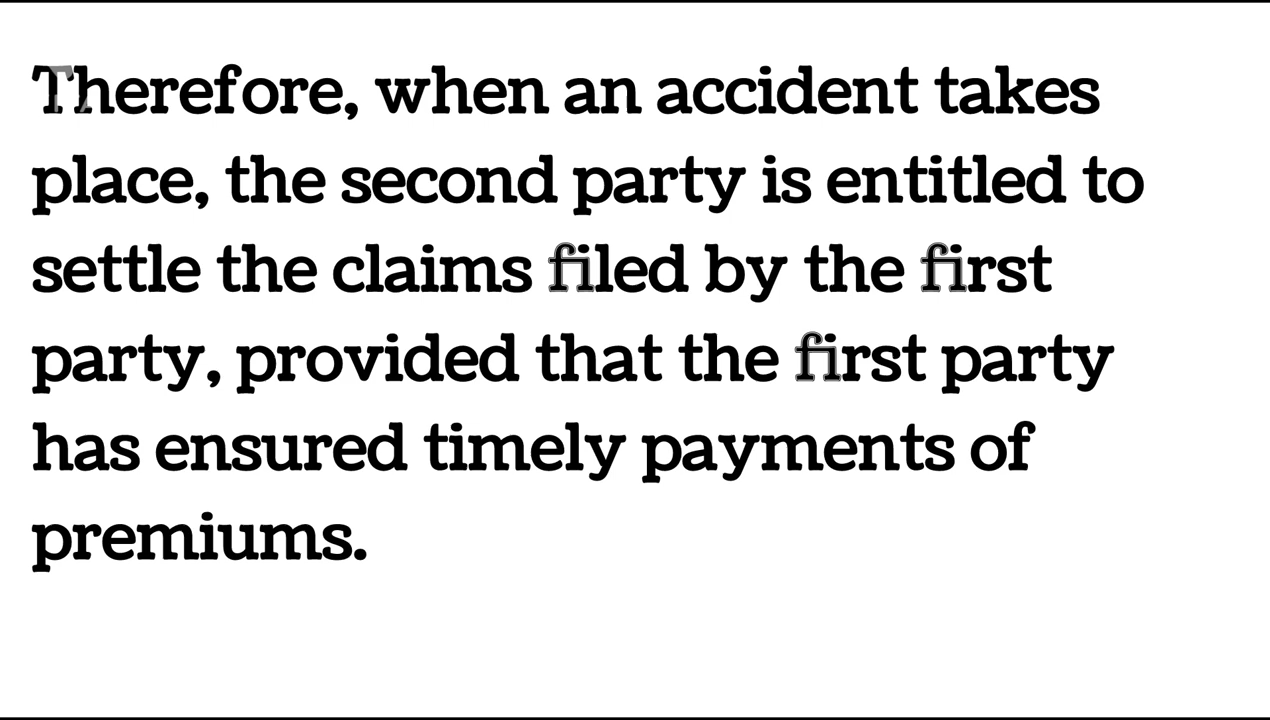 Therefore, when an accident takes
place, the second party is entitled to
settle the claims filed by the first
party, provided that the first party
has ensured timely payments of
premiums.